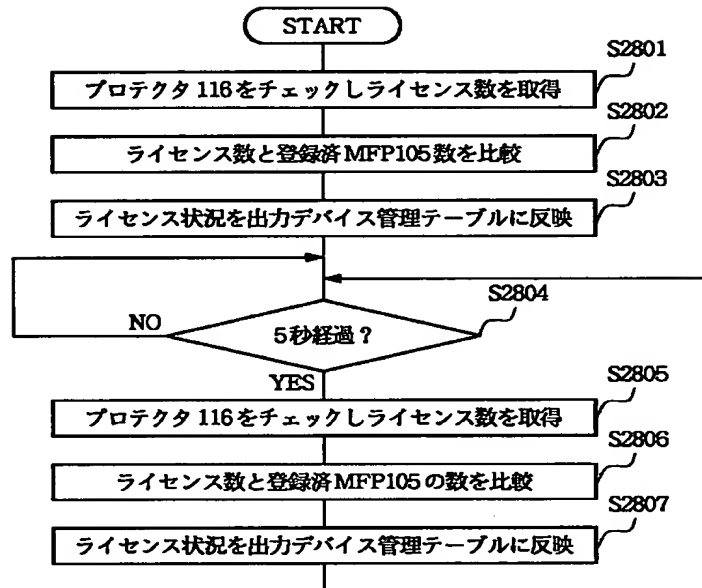 START
S2801
プロテクタ116をチェックしライセンス数を取得
S2802
ライセンス数と登録済MFP105数を比較
S2803
ライセンス状況を出力デバイス管理テーブルに反映
S2804
NO
5秒経過?
YES
S2805
プロテクタ116をチェックしライセンス数を取得
S2806
ライセンス数と登録済MFP105の数を比較
S2807
ライセンス状況を出力デバイス管理テーブルに反映